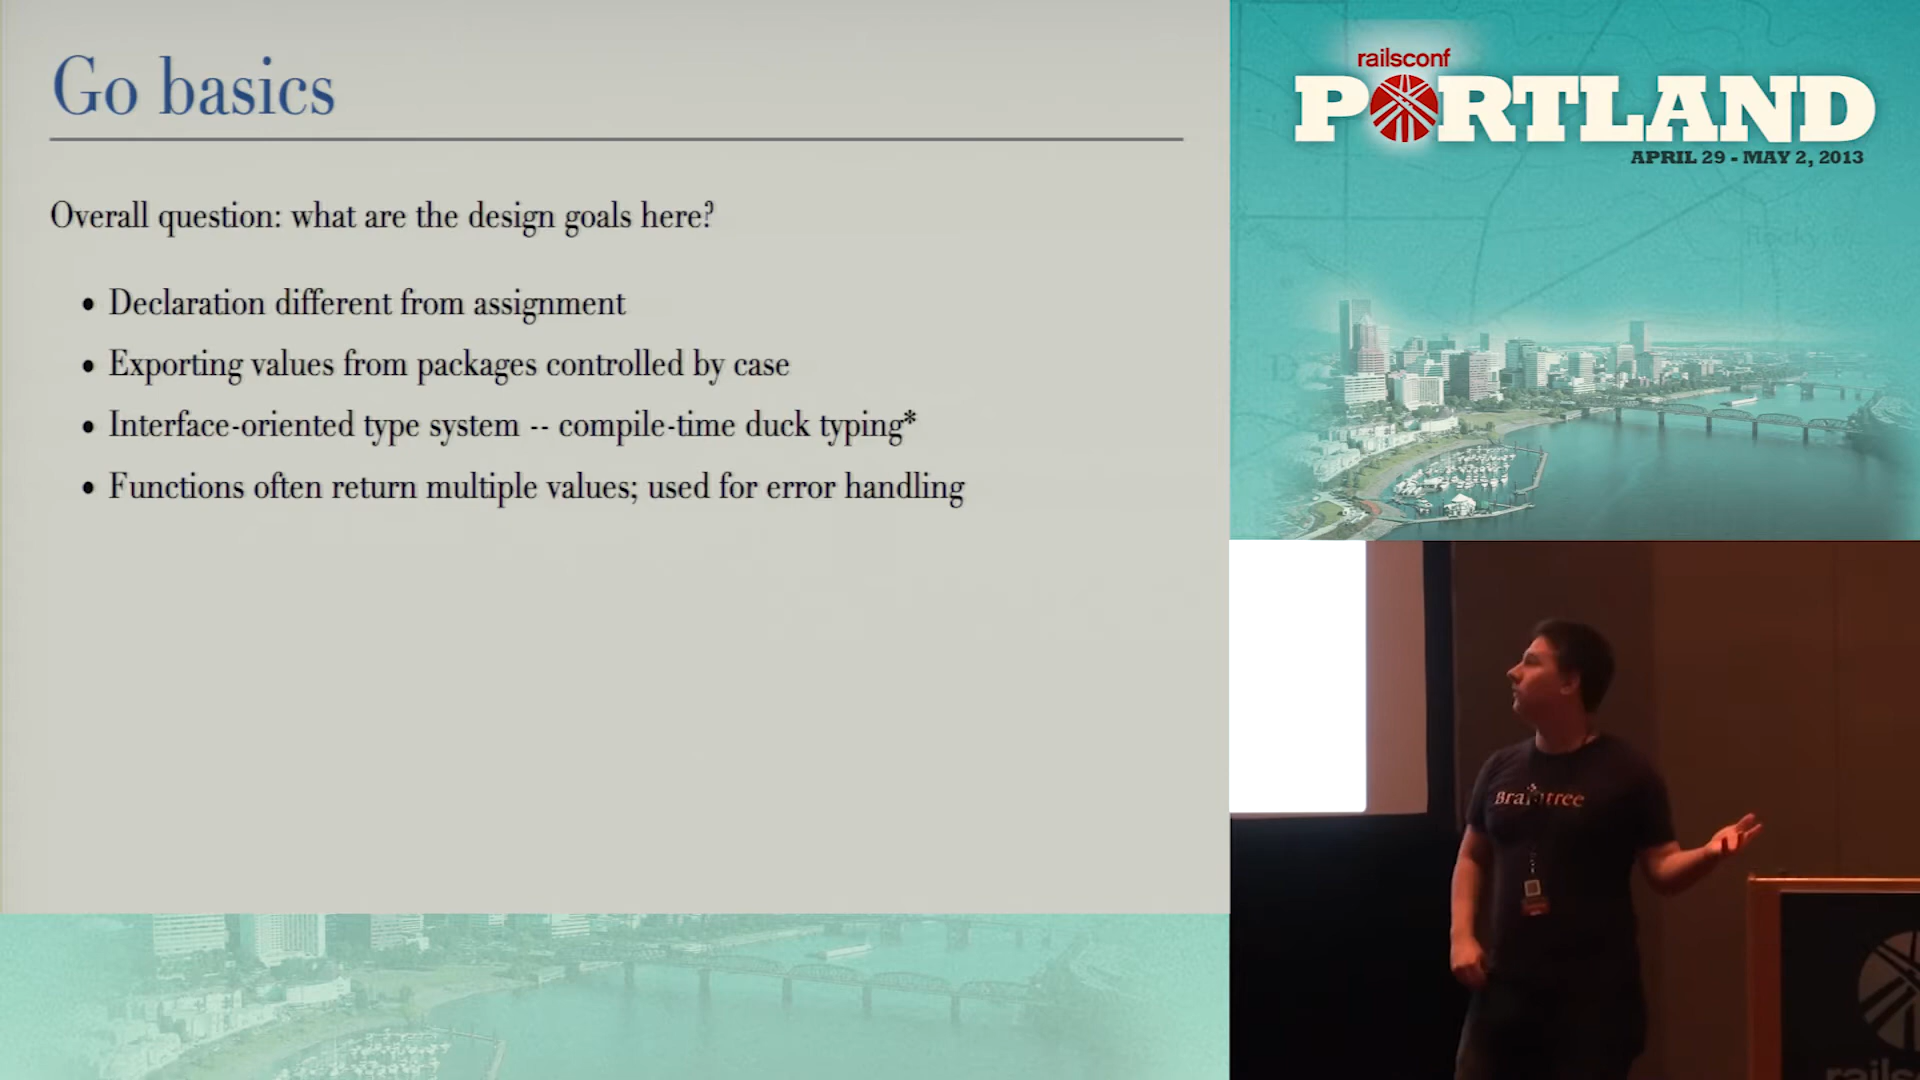 Go basics
Overall question: what are the design goals here?
• Declaration different from assignment
• Exporting values from packages controlled by case
• Interface-oriented type system -- compile-time duck typing*
• Functions often return multiple values; used for error handling
railsconf
PORTLAND
APRIL 29 - MAY 2, 2013
Braintree